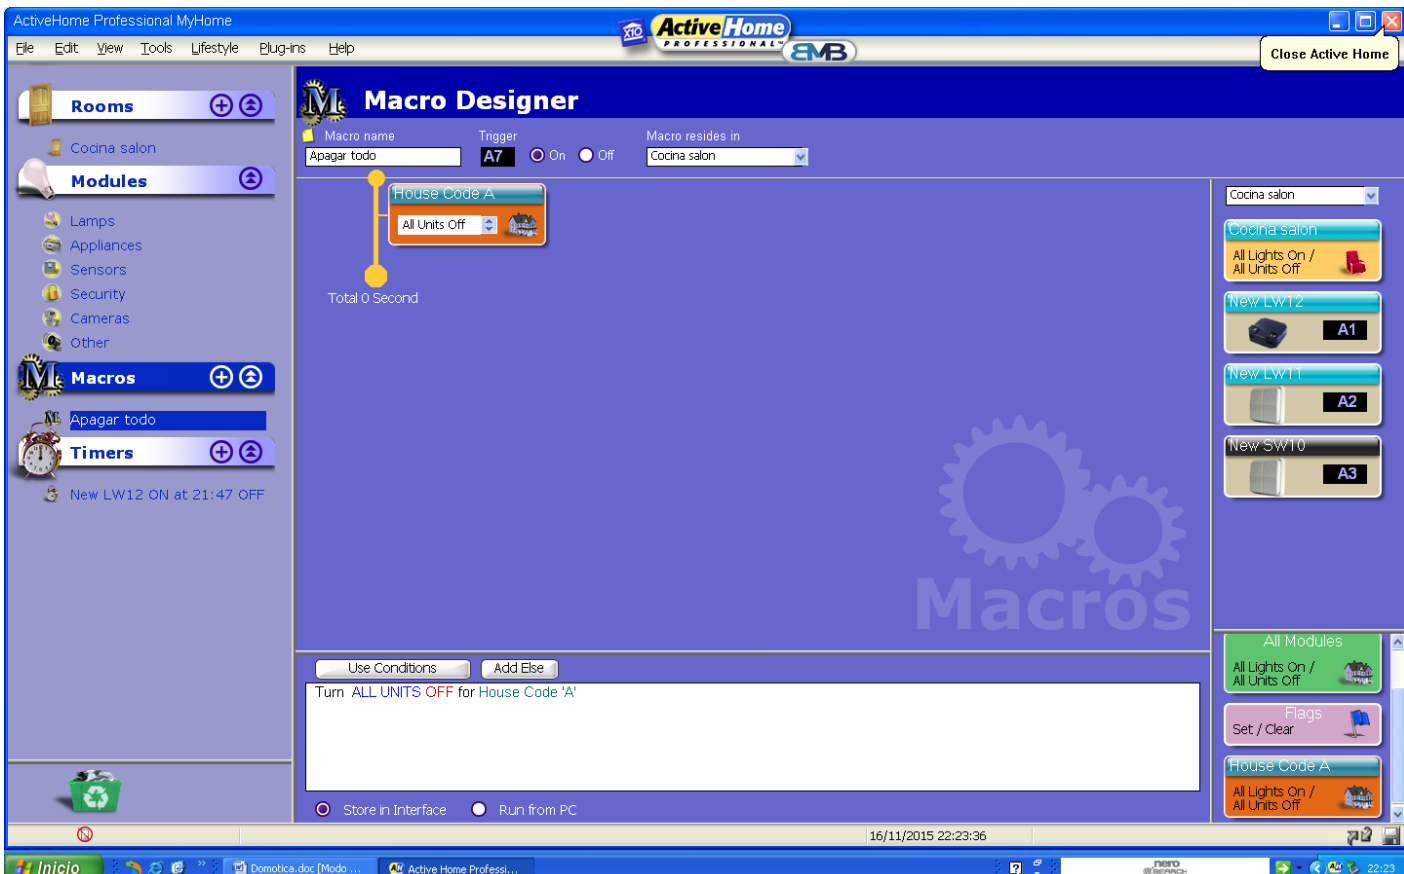 ActiveHome Professional MyHome
X10 ActiveHome
PROFESSIONAL™
EMB
File Edit View Tools Lifestyle Plug-ins Help
Close Active Home
Rooms
Cocina salon
Modules
Lamps
Appliances
Sensors
Security
Cameras
Other
Macros
Apagar todo
Timers
New LW12 ON at 21:47 OFF
Macro Designer
Macro name Trigger Macro resides in
Apagar todo A7 On Off Cocina salon
House Code A
All Units Off
Total 0 Second
Macros
Use Conditions Add Else
Turn ALL UNITS OFF for House Code 'A'
Store in Interface Run from PC
Cocina salon
Cocina salon
All Lights On /
All Units Off
New LW12
A1
New LW11
A2
New SW10
A3
All Modules
All Lights On /
All Units Off
Flags
Set / Clear
House Code A
All Lights On /
All Units Off
16/11/2015 22:23:36
Inicio Domotica.doc [Modo ... Active Home Professi... nero
SEARCH 22:23